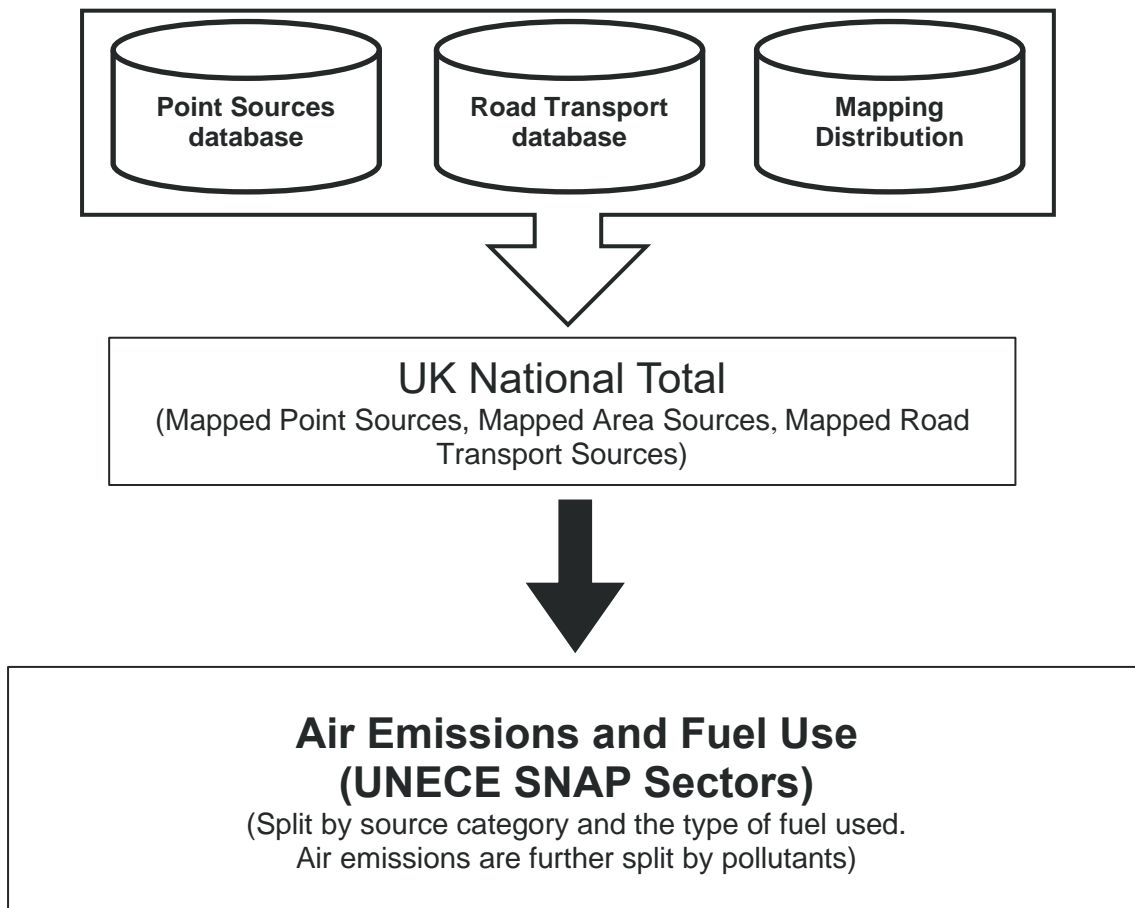 Point Sources
database
Road Transport
database
Mapping
Distribution
UK National Total
(Mapped Point Sources, Mapped Area Sources, Mapped Road
Transport Sources)
Air Emissions and Fuel Use
(UNECE SNAP Sectors)
(Split by source category and the type of fuel used.
Air emissions are further split by pollutants)